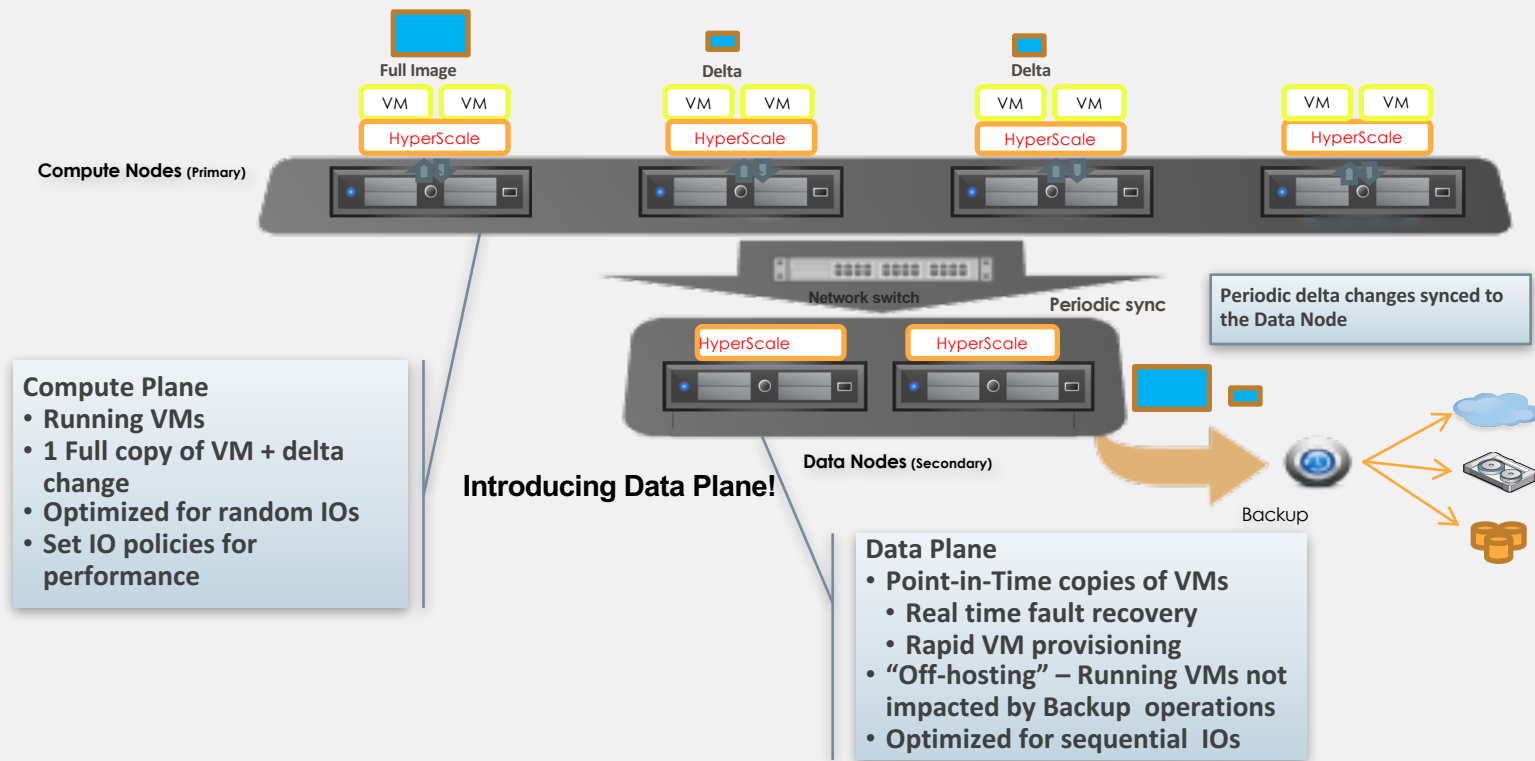 Full Image
Delta
Delta
VM VM VM VM VM VM VM VM
HyperScale HyperScale HyperScale HyperScale
Compute Nodes (Primary)
Network switch
Periodic sync
Periodic delta changes synced to
the Data Node
HyperScale HyperScale
Compute Plane
• Running VMs
• 1 Full copy of VM + delta
change
• Optimized for random IOs
• Set IO policies for
performance
Data Nodes (Secondary)
Introducing Data Plane!
Backup
Data Plane
• Point-in-Time copies of VMs
• Real time fault recovery
• Rapid VM provisioning
• “Off-hosting” – Running VMs not
impacted by Backup operations
• Optimized for sequential IOs